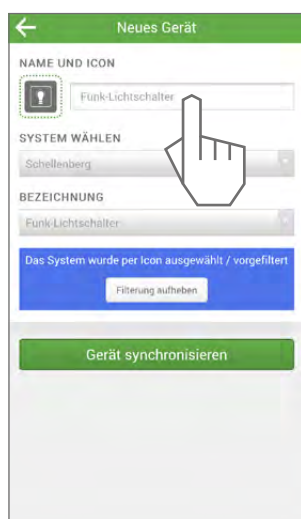 Neues Gerät
NAME UND ICON
Funk-Lichtschalter
SYSTEM WÄHLEN
Schellenberg
BEZEICHNUNG
Funk-Lichtschalter
Das System wurde per Icon ausgewählt / vorgefiltert
Filterung aufheben
Gerät synchronisieren